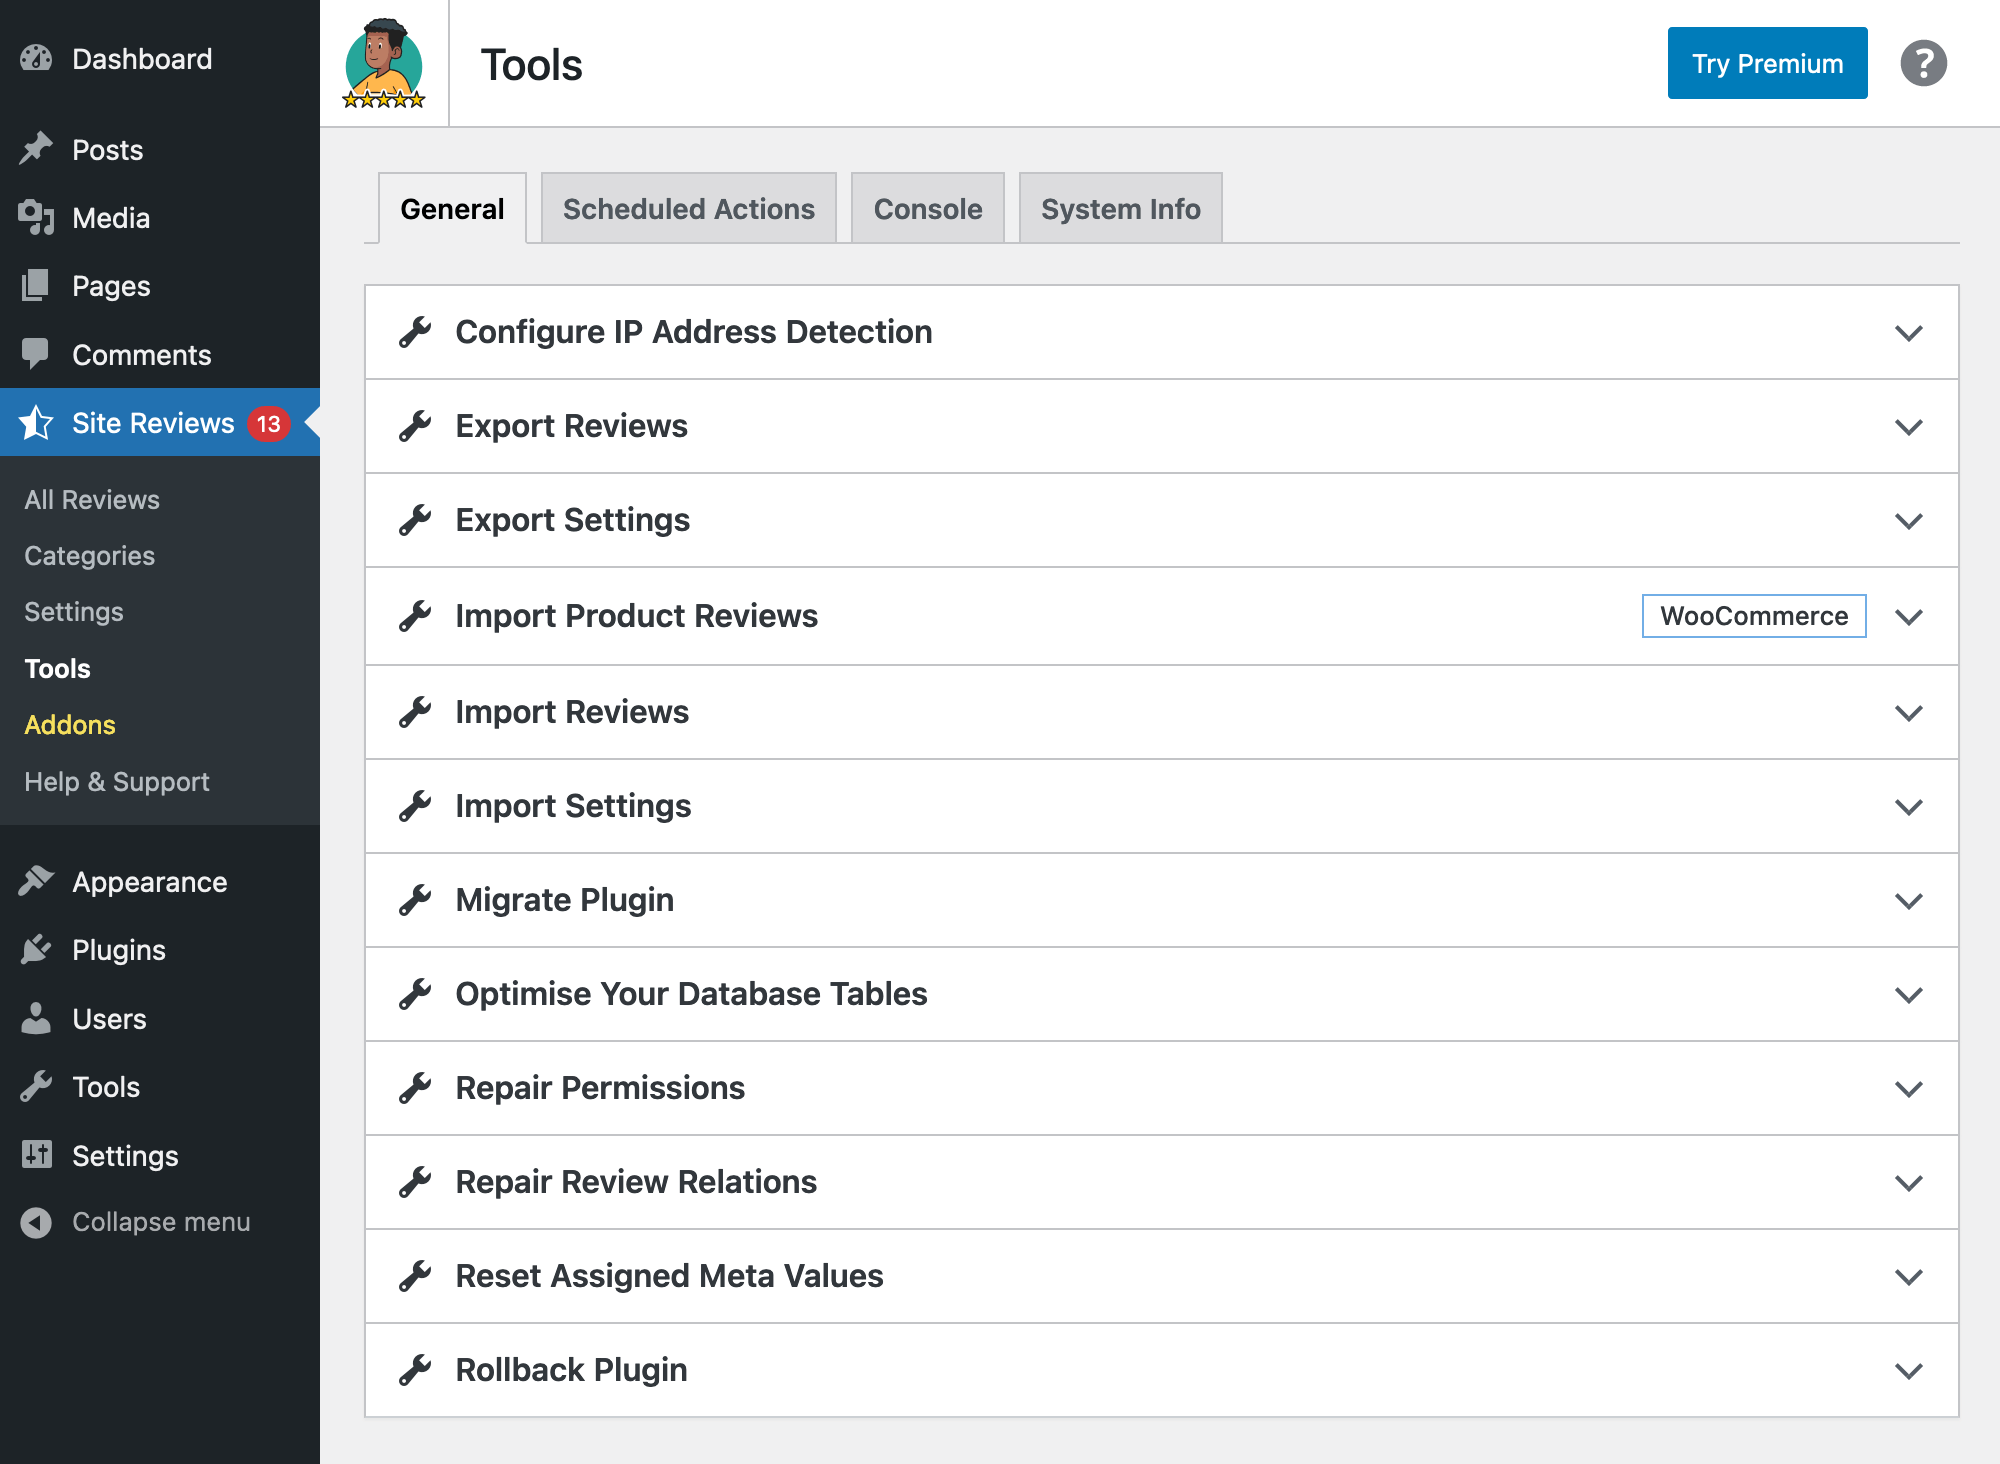 Dashboard
Posts
Media
Pages
Comments
Site Reviews 13
All Reviews
Categories
Settings
Tools
Addons
Help & Support
Appearance
Plugins
Users
Tools
Settings
Collapse menu
Tools
Try Premium
?
General
Scheduled Actions
Console
System Info
Configure IP Address Detection
Export Reviews
Export Settings
Import Product Reviews
WooCommerce
Import Reviews
Import Settings
Migrate Plugin
Optimise Your Database Tables
Repair Permissions
Repair Review Relations
Reset Assigned Meta Values
Rollback Plugin